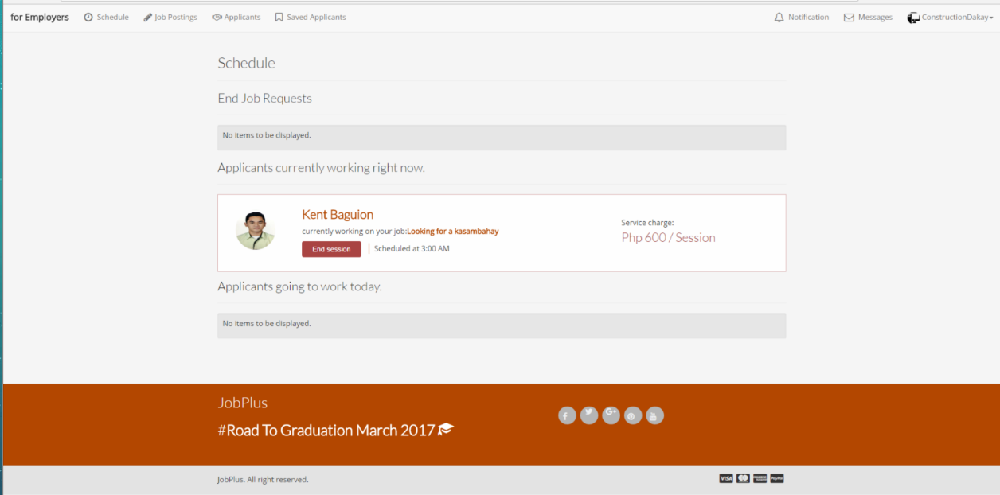 for Employers Schedule Job Postings Applicants Saved Applicants Notification Messages ConstructionDakay
Schedule
End Job Requests
No items to be displayed.
Applicants currently working right now.
Kent Baguion
currently working on your job:Looking for a kasambahay
End session | Scheduled at 3:00 AM
Service charge:
Php 600 / Session
Applicants going to work today.
No items to be displayed.
JobPlus
#Road To Graduation March 2017
JobPlus. All right reserved.
VISA PayPal